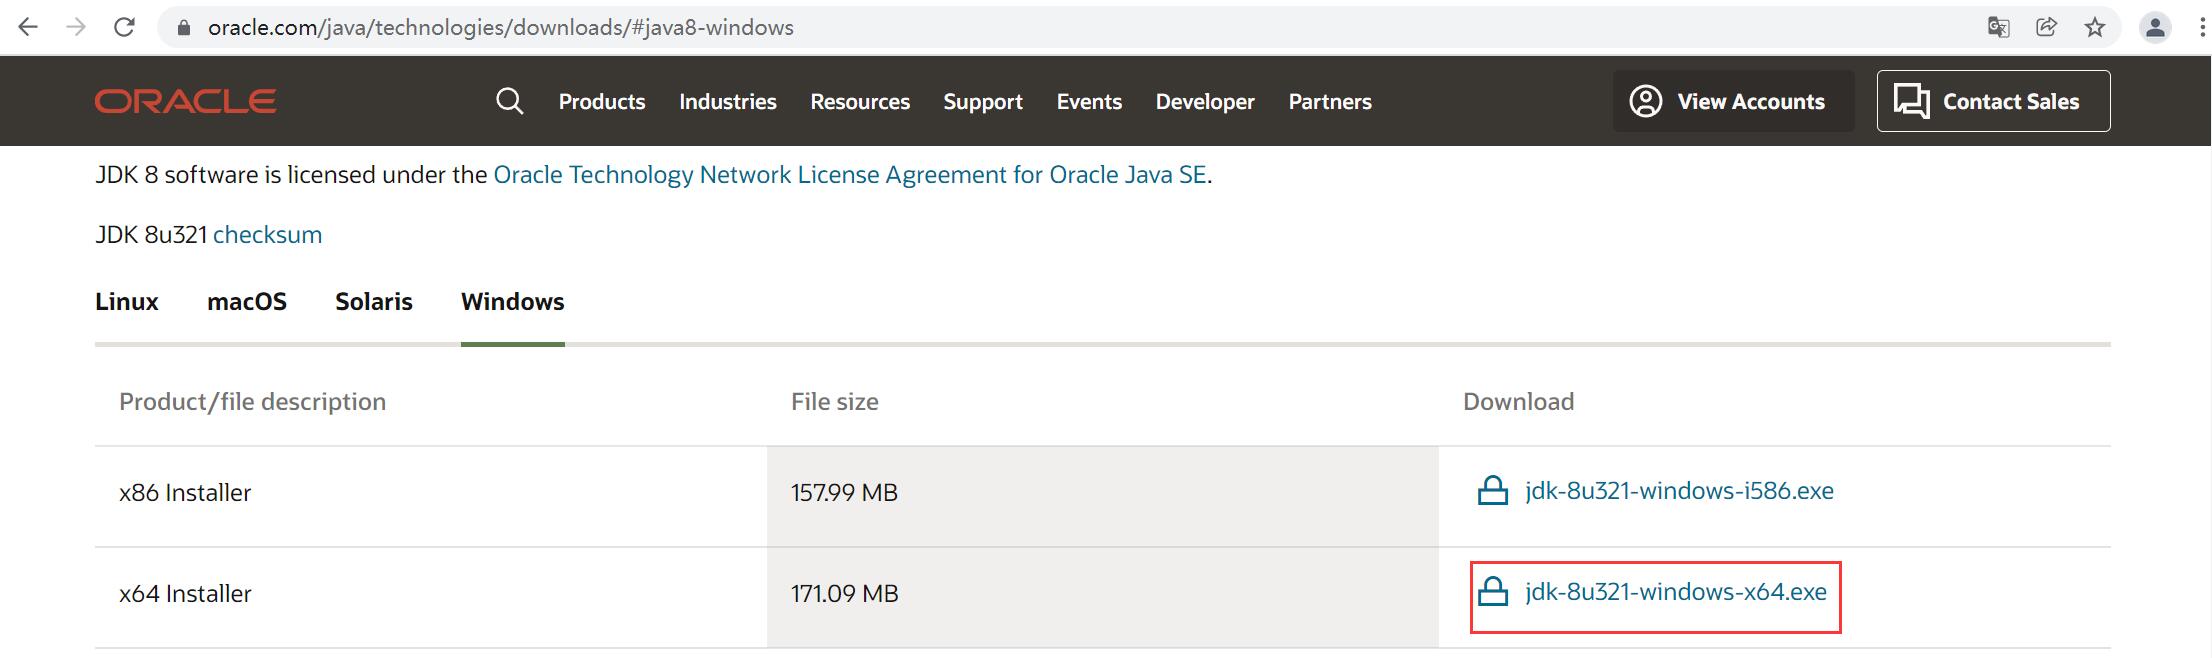 oracle.com/java/technologies/downloads/#java8-windows
ORACLE Products Industries Resources Support Events Developer Partners View Accounts Contact Sales
JDK 8 software is licensed under the Oracle Technology Network License Agreement for Oracle Java SE.
JDK 8u321 checksum
Linux macOS Solaris Windows
Product/file description File size Download
x86 Installer 157.99 MB jdk-8u321-windows-i586.exe
x64 Installer 171.09 MB jdk-8u321-windows-x64.exe